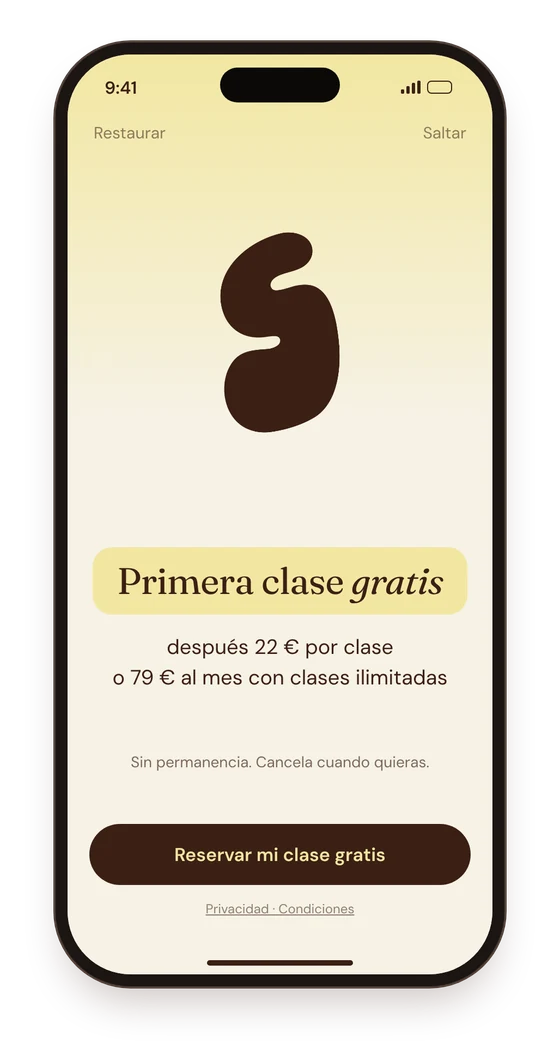 9:41
Restaurar
Saltar
S
Primera clase gratis
después 22 € por clase
o 79 € al mes con clases ilimitadas
Sin permanencia. Cancela cuando quieras.
Reservar mi clase gratis
Privacidad · Condiciones